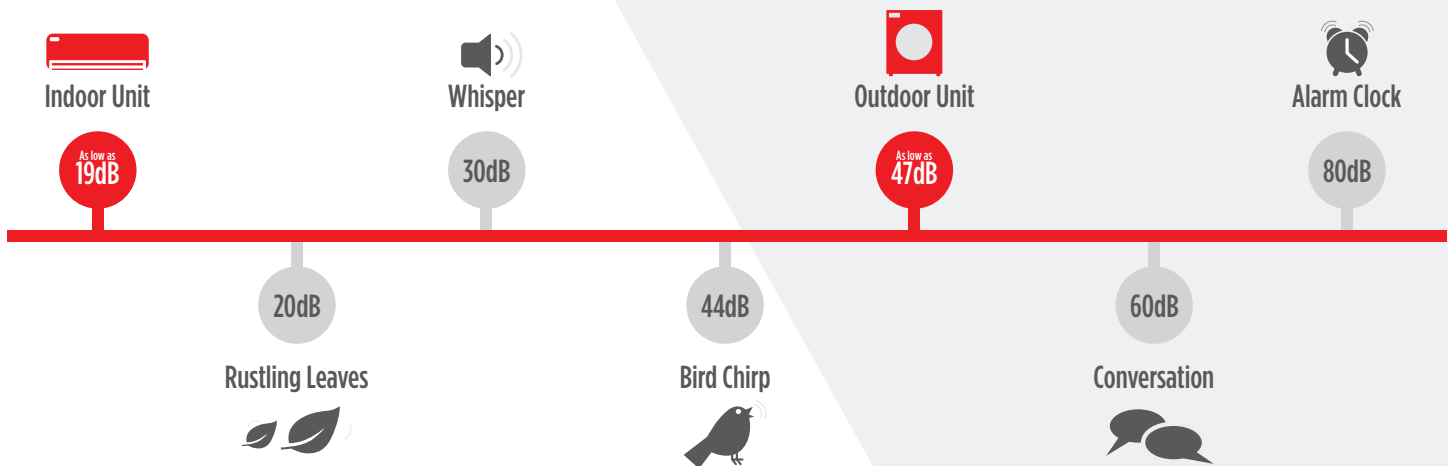 Indoor Unit
Whisper
Outdoor Unit
Alarm Clock
As low as
19dB
30dB
As low as
47dB
80dB
20dB
44dB
60dB
Rustling Leaves
Bird Chirp
Conversation